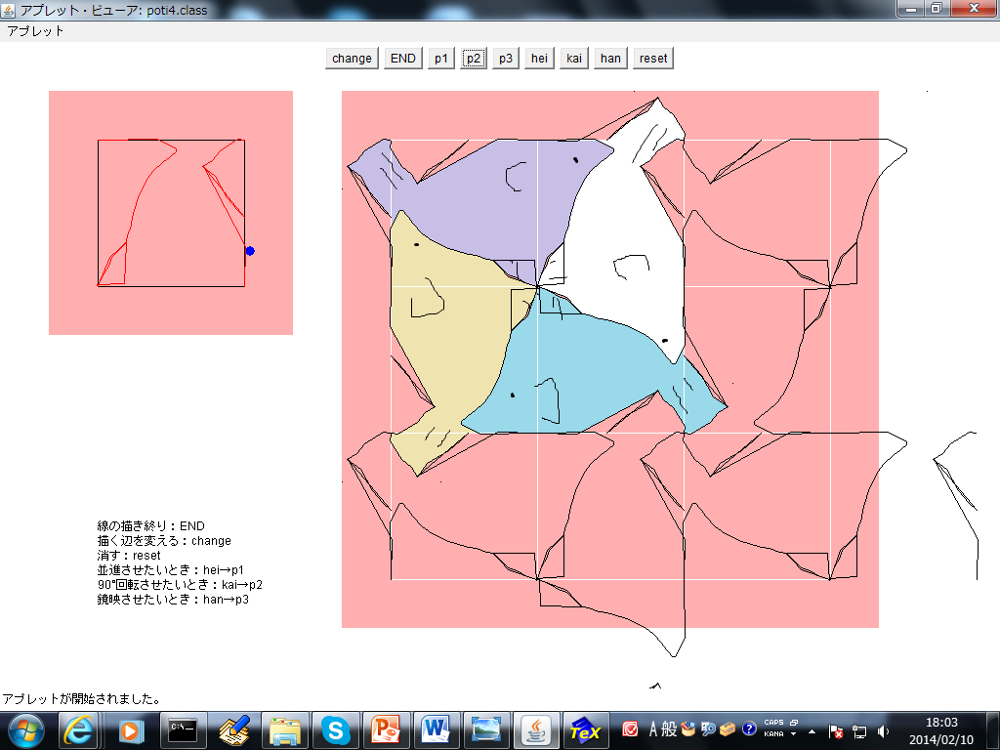 アプレット・ビューア: poti4.class
アプレット
change END p1 p2 p3 hei kai han reset
線の描き終り：END
描く辺を変える：change
消す：reset
並進させたいとき：hei→p1
90°回転させたいとき：kai→p2
鏡映させたいとき：han→p3
アプレットが開始されました。
C:\_
S
P
W
TeX
A 般
CAPS
KANA
18:03
2014/02/10